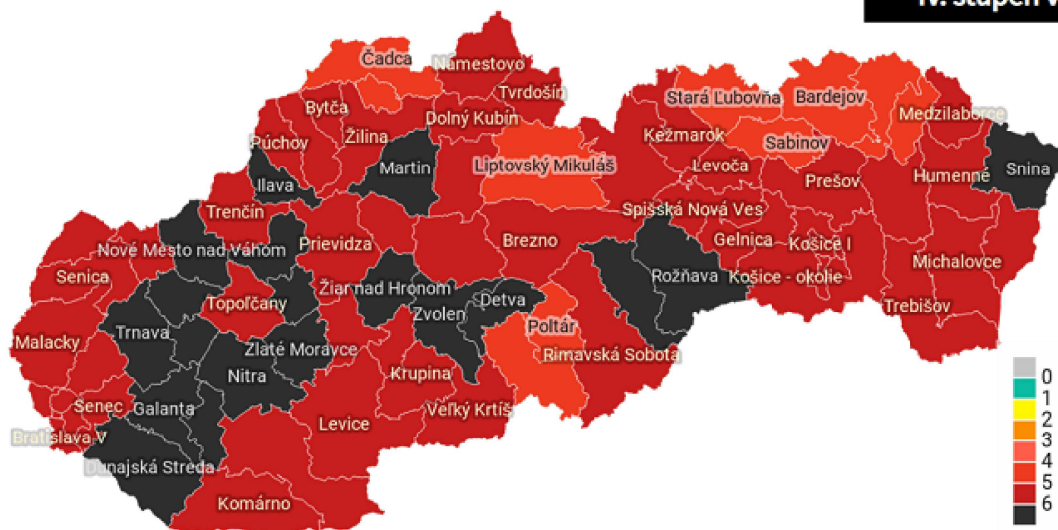 IV. stupeň v
Čadca
Námestovo
Tvrdošín
Bytča
Dolný Kubín
Stará Ľubovňa
Bardejov
Medzilaborce
Púchov
Žilina
Kežmarok
Sabinov
Martin
Liptovský Mikuláš
Levoča
Ilava
Prešov
Humenné
Snina
Trenčín
Spišská Nová Ves
Nové Mesto nad Váhom
Prievidza
Brezno
Gelnica
Košice I
Michalovce
Senica
Rožňava
Košice - okolie
Žiar nad Hronom
Topoľčany
Detva
Trebišov
Zvolen
Trnava
Poltár
Malacky
Zlaté Moravce
Rimavská Sobota
Nitra
Krupina
Senec
Galanta
Veľký Krtíš
Levice
Bratislava V
Dunajská Streda
Komárno
0
1
2
3
4
5
6